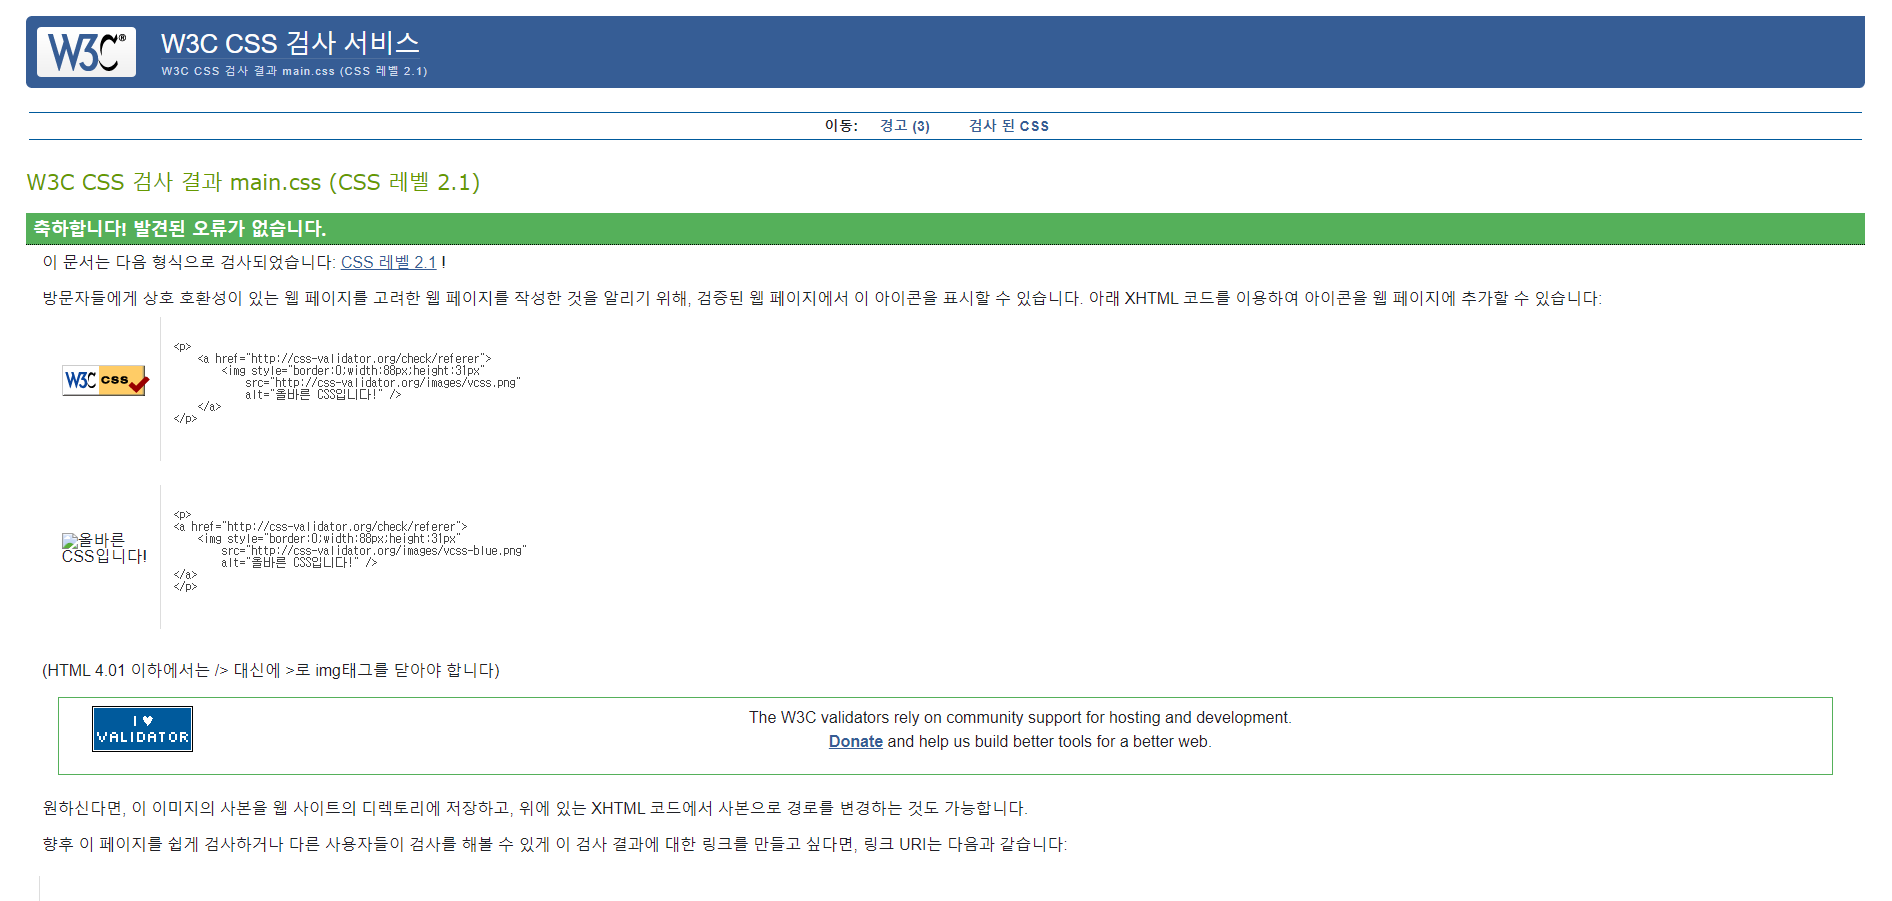 W3C®
W3C CSS 검사 서비스
W3C CSS 검사 결과 main.css (CSS 레벨 2.1)
이동: 경고 (3) 검사 된 CSS
W3C CSS 검사 결과 main.css (CSS 레벨 2.1)
축하합니다! 발견된 오류가 없습니다.
이 문서는 다음 형식으로 검사되었습니다: CSS 레벨 2.1 !
방문자들에게 상호 호환성이 있는 웹 페이지를 고려한 웹 페이지를 작성한 것을 알리기 위해, 검증된 웹 페이지에서 이 아이콘을 표시할 수 있습니다. 아래 XHTML 코드를 이용하여 아이콘을 웹 페이지에 추가할 수 있습니다:
W3C css
<p>
<a href="http://css-validator.org/check/referer">
<img style="border:0;width:88px;height:31px"
src="http://css-validator.org/images/vcss.png"
alt="올바른 CSS입니다!" />
</a>
</p>
올바른
CSS입니다!
<p>
<a href="http://css-validator.org/check/referer">
<img style="border:0;width:88px;height:31px"
src="http://css-validator.org/images/vcss-blue.png"
alt="올바른 CSS입니다!" />
</a>
</p>
(HTML 4.01 이하에서는 /> 대신에 >로 img태그를 닫아야 합니다)
I ♥
VALIDATOR
The W3C validators rely on community support for hosting and development.
Donate and help us build better tools for a better web.
원하신다면, 이 이미지의 사본을 웹 사이트의 디렉토리에 저장하고, 위에 있는 XHTML 코드에서 사본으로 경로를 변경하는 것도 가능합니다.
향후 이 페이지를 쉽게 검사하거나 다른 사용자들이 검사를 해볼 수 있게 이 검사 결과에 대한 링크를 만들고 싶다면, 링크 URI는 다음과 같습니다: